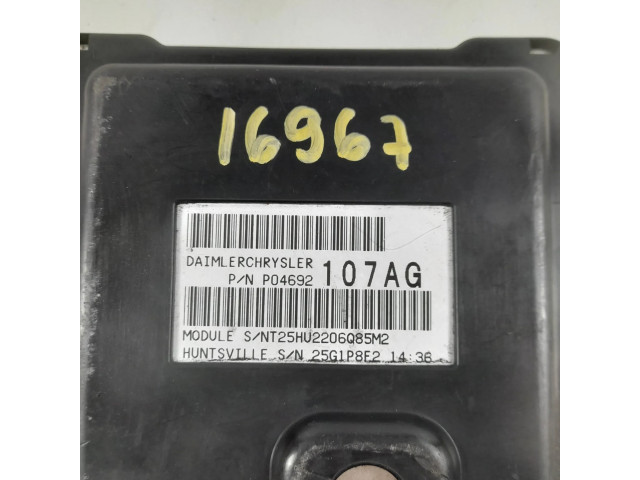 16967
DAIMLERCHRYSLER
P/N P04692 107AG
MODULE S/NT25HU2206Q85M2
HUNTSVILLE S/N 25G1P8F2 14:36